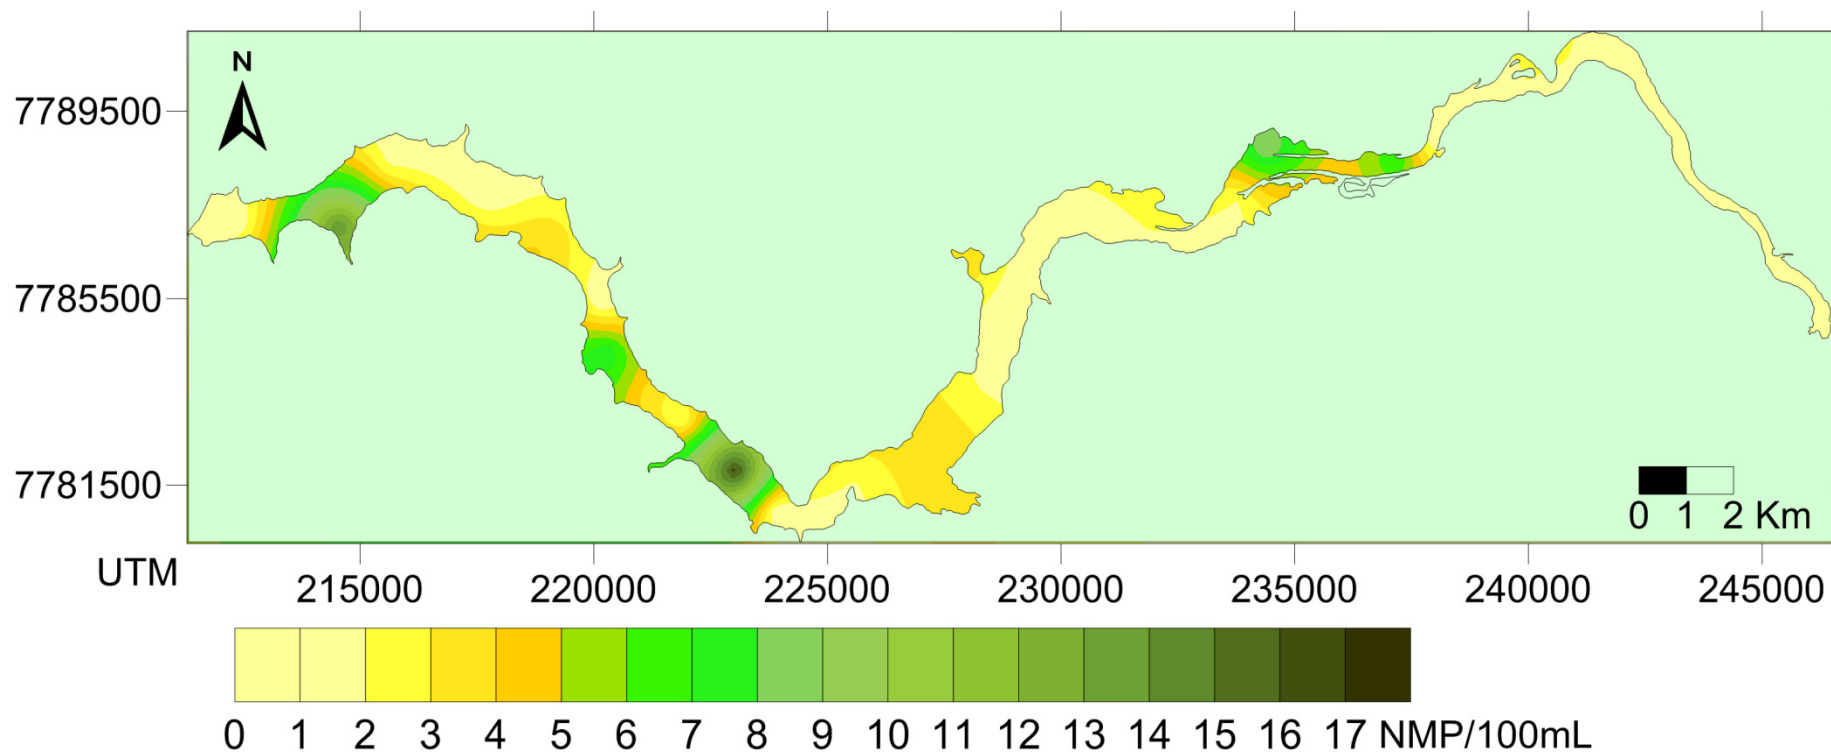 N
7789500
7785500
7781500
0 1 2 Km
UTM
215000 220000 225000 230000 235000 240000 245000
0 1 2 3 4 5 6 7 8 9 10 11 12 13 14 15 16 17 NMP/100mL